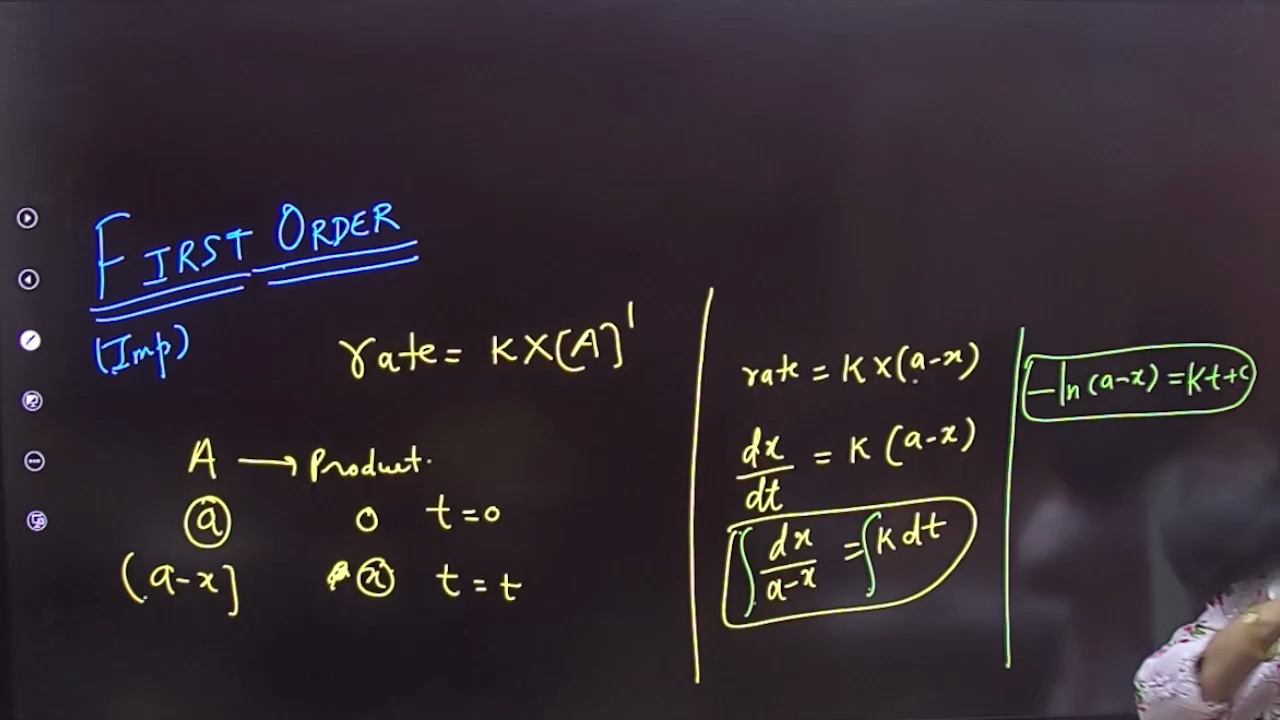 FIRST ORDER
(Imp)
rate = K X [A]¹
A → Product.
a 0 t=0
(a-x] x t = t
rate = K x (a-x)
dx/dt = K (a-x)
∫ dx/a-x = ∫ K dt
-ln (a-x) = Kt+c